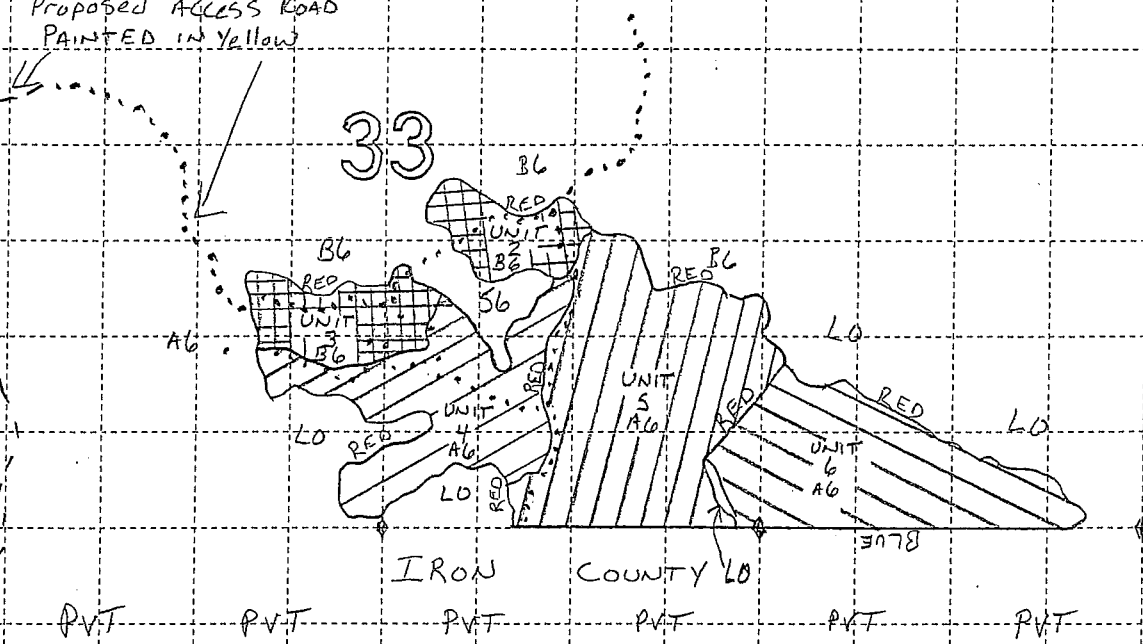 Proposed Access Road
PAINTED IN Yellow
33
B6
RED
UNIT
2
B6
B6
RED
UNIT
3
B6
56
RED
B6
A6
LO
RED
UNIT
5
A6
RED
RED
LO
UNIT
4
A6
LO
RED
LO
RED
UNIT
6
A6
LO
RED
BLUE
IRON COUNTY LO
PVT PVT PVT PVT PVT PVT